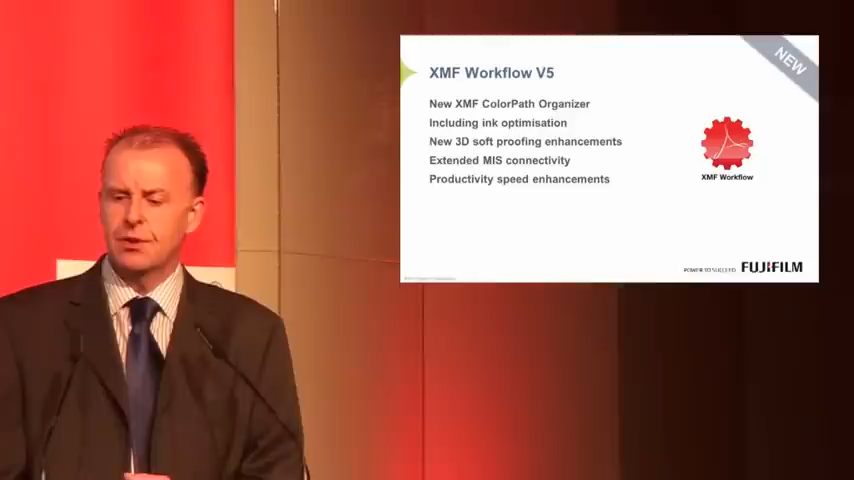 NEW
XMF Workflow V5
New XMF ColorPath Organizer
Including ink optimisation
New 3D soft proofing enhancements
Extended MIS connectivity
Productivity speed enhancements
XMF Workflow
POWER TO SUCCEED
FUJIFILM